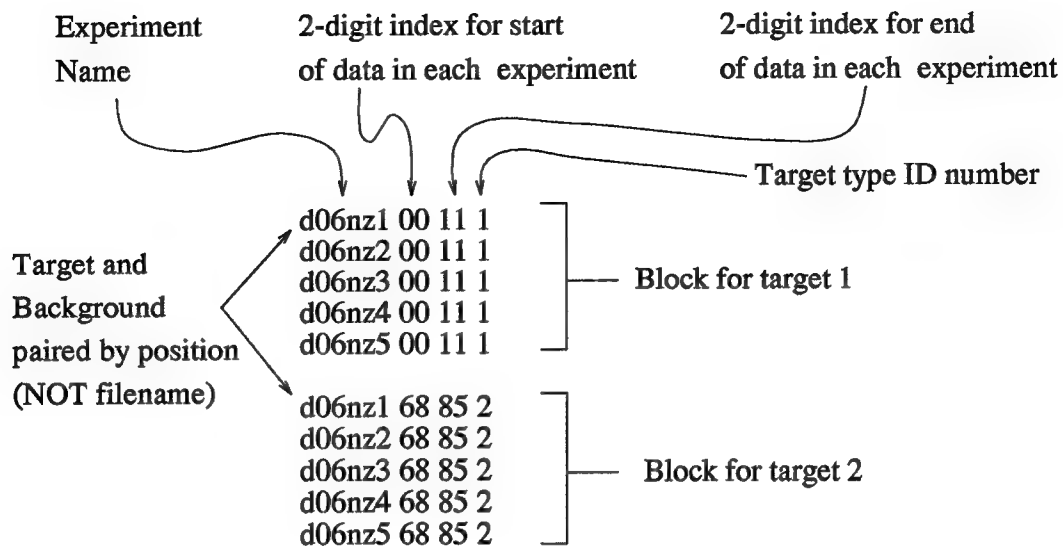 Experiment
Name
2-digit index for start
of data in each experiment
2-digit index for end
of data in each experiment
Target type ID number
d06nz1 00 11 1
d06nz2 00 11 1
d06nz3 00 11 1
d06nz4 00 11 1
d06nz5 00 11 1
Block for target 1
Target and
Background
paired by position
(NOT filename)
d06nz1 68 85 2
d06nz2 68 85 2
d06nz3 68 85 2
d06nz4 68 85 2
d06nz5 68 85 2
Block for target 2